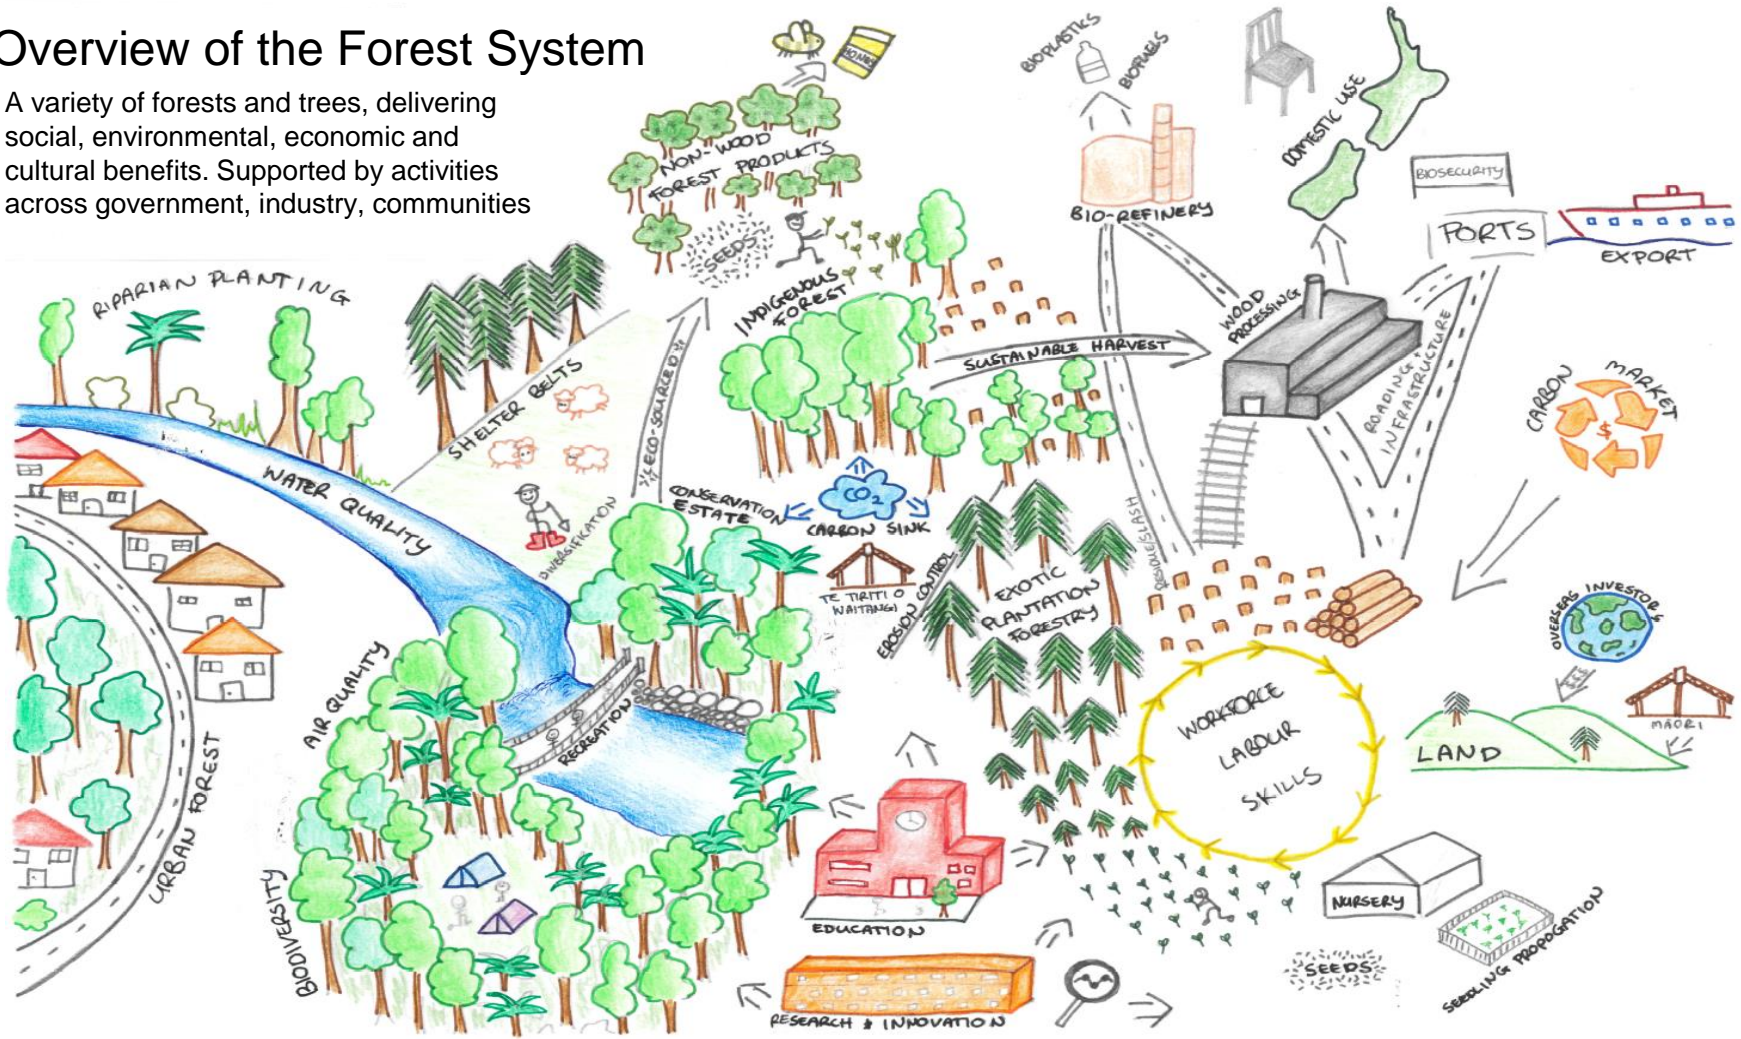 Overview of the Forest System
A variety of forests and trees, delivering
social, environmental, economic and
cultural benefits. Supported by activities
across government, industry, communities
HONEY
NON-WOOD
FOREST PRODUCTS
SEEDS
INDIGENOUS
FOREST
BIOPLASTICS
BIOFUELS
BIO-REFINERY
DOMESTIC USE
BIOSECURITY
PORTS
EXPORT
RIPARIAN PLANTING
SHELTER BELTS
ECO-SOURCED
WATER QUALITY
DIVERSIFICATION
CONSERVATION
ESTATE
CO2
CARBON SINK
TE TIRITI O
WAITANGI
SUSTAINABLE HARVEST
WOOD
PROCESSING
ROADING +
INFRASTRUCTURE
CARBON MARKET
$
RESIDUE/SLASH
EROSION CONTROL
EXOTIC
PLANTATION
FORESTRY
OVERSEAS INVESTORS
$$$
MĀORI
LAND
WORKFORCE
LABOUR
SKILLS
AIR QUALITY
RECREATION
URBAN FOREST
BIODIVERSITY
EDUCATION
RESEARCH & INNOVATION
NURSERY
SEEDS
SEEDLING PROPOGATION